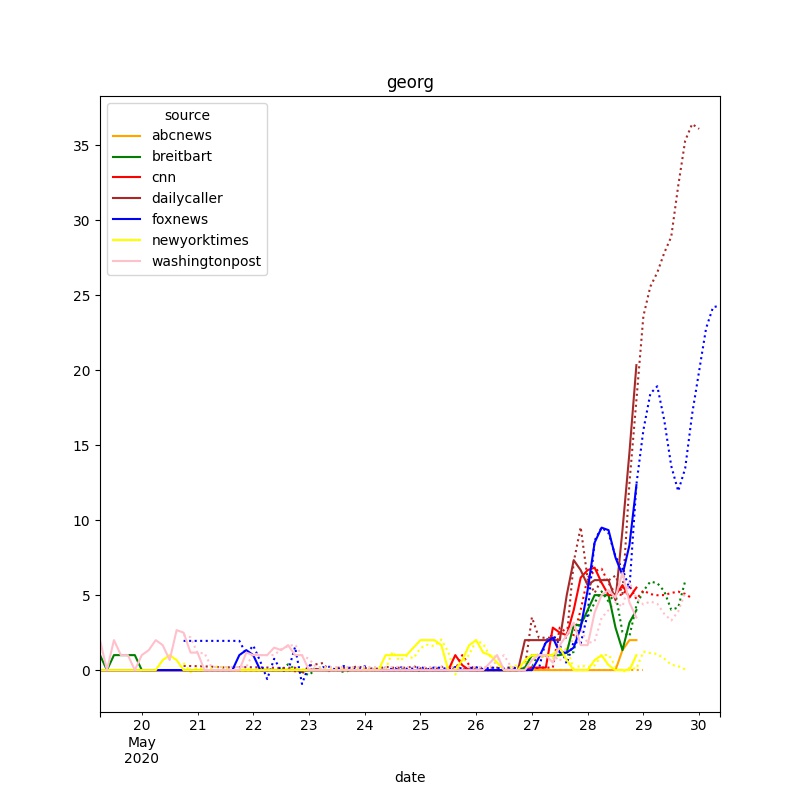 georg
source
abcnews
breitbart
cnn
dailycaller
foxnews
newyorktimes
washingtonpost
35
30
25
20
15
10
5
0
20 21 22 23 24 25 26 27 28 29 30
May
2020
date